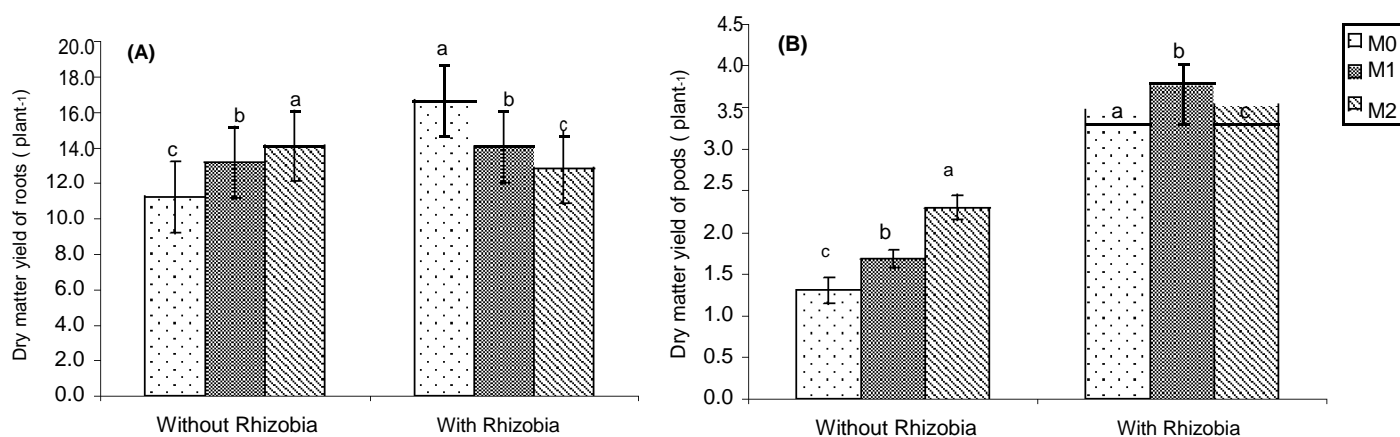 (A)
Dry matter yield of roots ( plant-1)
20.0
18.0
16.0
14.0
12.0
10.0
8.0
6.0
4.0
2.0
0.0
c
b
a
a
b
c
Without Rhizobia
With Rhizobia
(B)
Dry matter yield of pods ( plant-1)
4.5
4.0
3.5
3.0
2.5
2.0
1.5
1.0
0.5
0.0
c
b
a
a
b
c
Without Rhizobia
With Rhizobia
M0
M1
M2